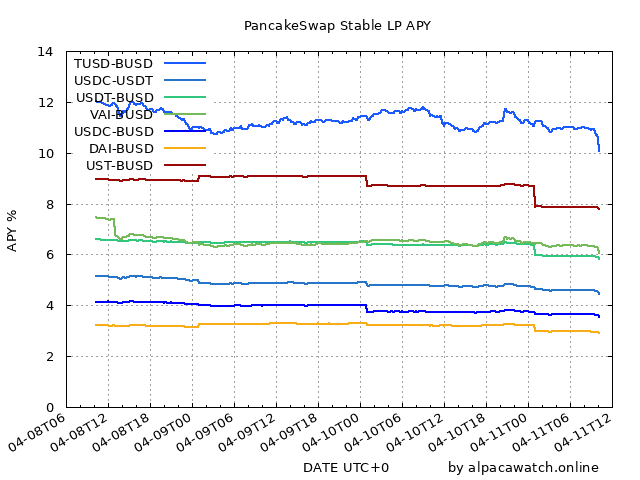 PancakeSwap Stable LP APY
14
12
10
8
6
4
2
0
APY %
TUSD-BUSD
USDC-USDT
USDT-BUSD
VAI-BUSD
USDC-BUSD
DAI-BUSD
UST-BUSD
04-08T06
04-08T12
04-08T18
04-09T00
04-09T06
04-09T12
04-09T18
04-10T00
04-10T06
04-10T12
04-10T18
04-11T00
04-11T06
04-11T12
DATE UTC+0
by alpacawatch.online